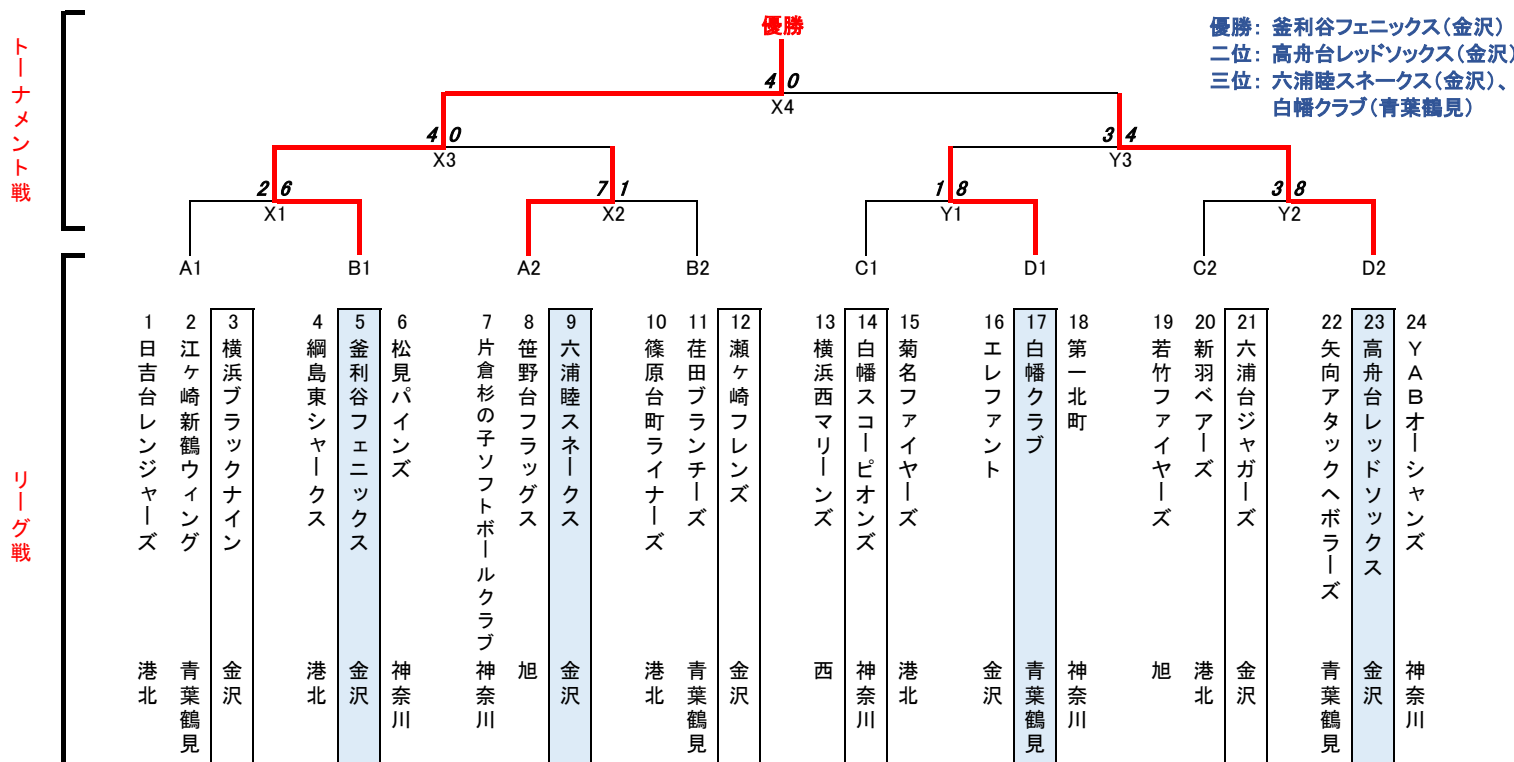 優勝
優勝： 釜利谷フェニックス（金沢）
二位： 高舟台レッドソックス（金沢）
三位： 六浦睦スネークス（金沢）、
白幡クラブ（青葉鶴見）
トーナメント戦
4 0
X4
4 0
X3
3 4
Y3
2 6
X1
7 1
X2
1 8
Y1
3 8
Y2
A1
B1
A2
B2
C1
D1
C2
D2
リーグ戦
1 日吉台レンジャーズ 港北
2 江ヶ崎新鶴ウィング 青葉鶴見
3 横浜ブラックナイン 金沢
4 綱島東シャークス 港北
5 釜利谷フェニックス 金沢
6 松見パインズ 神奈川
7 片倉杉の子ソフトボールクラブ 神奈川
8 笹野台フラッグス 旭
9 六浦睦スネークス 金沢
10 篠原台町ライナーズ 港北
11 荏田ブランチーズ 青葉鶴見
12 瀬ヶ崎フレンズ 金沢
13 横浜西マリーンズ 西
14 白幡スコーピオンズ 神奈川
15 菊名ファイヤーズ 港北
16 エレファント 金沢
17 白幡クラブ 青葉鶴見
18 第一北町 神奈川
19 若竹ファイヤーズ 旭
20 新羽ベアーズ 港北
21 六浦台ジャガーズ 金沢
22 矢向アタックヘボラーズ 青葉鶴見
23 高舟台レッドソックス 金沢
24 ＹＡＢオーシャンズ 神奈川